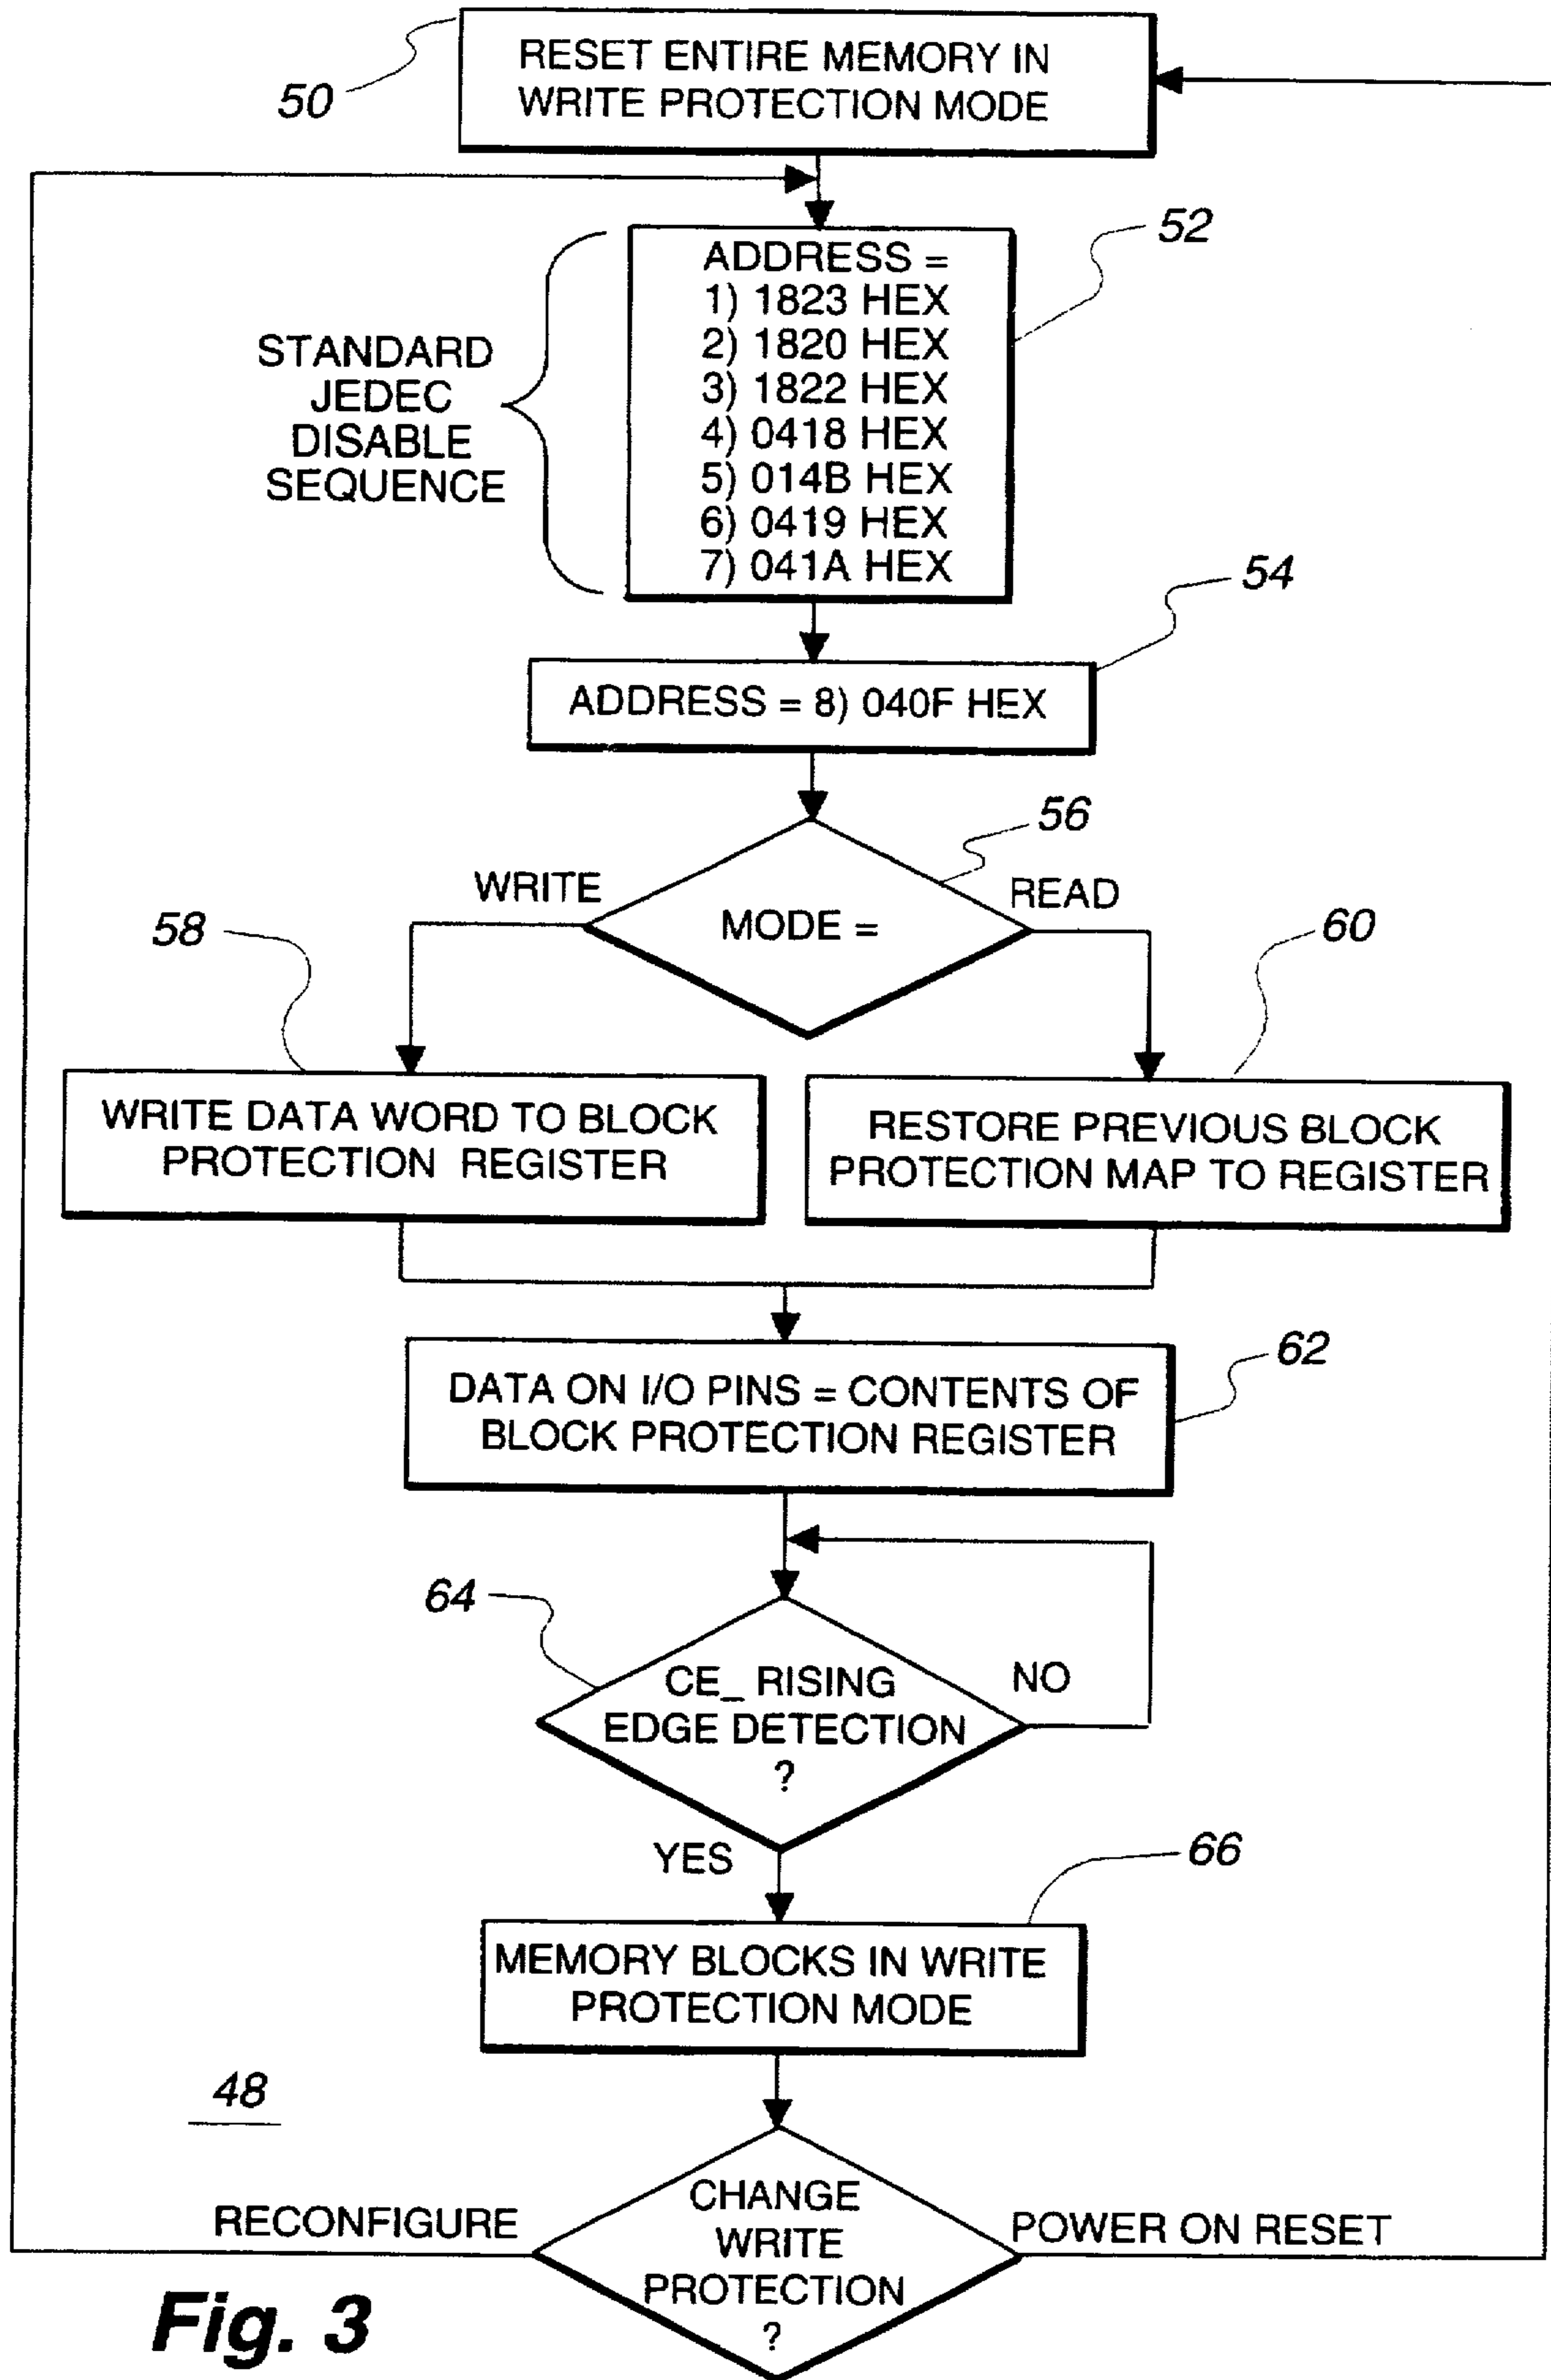 50
RESET ENTIRE MEMORY IN
WRITE PROTECTION MODE
52
STANDARD
JEDEC
DISABLE
SEQUENCE
ADDRESS =
1) 1823 HEX
2) 1820 HEX
3) 1822 HEX
4) 0418 HEX
5) 014B HEX
6) 0419 HEX
7) 041A HEX
54
ADDRESS = 8) 040F HEX
56
WRITE
MODE =
READ
58
60
WRITE DATA WORD TO BLOCK
PROTECTION REGISTER
RESTORE PREVIOUS BLOCK
PROTECTION MAP TO REGISTER
62
DATA ON I/O PINS = CONTENTS OF
BLOCK PROTECTION REGISTER
64
CE_ RISING
EDGE DETECTION
?
NO
YES
66
MEMORY BLOCKS IN WRITE
PROTECTION MODE
48
RECONFIGURE
CHANGE
WRITE
PROTECTION
?
POWER ON RESET
Fig. 3